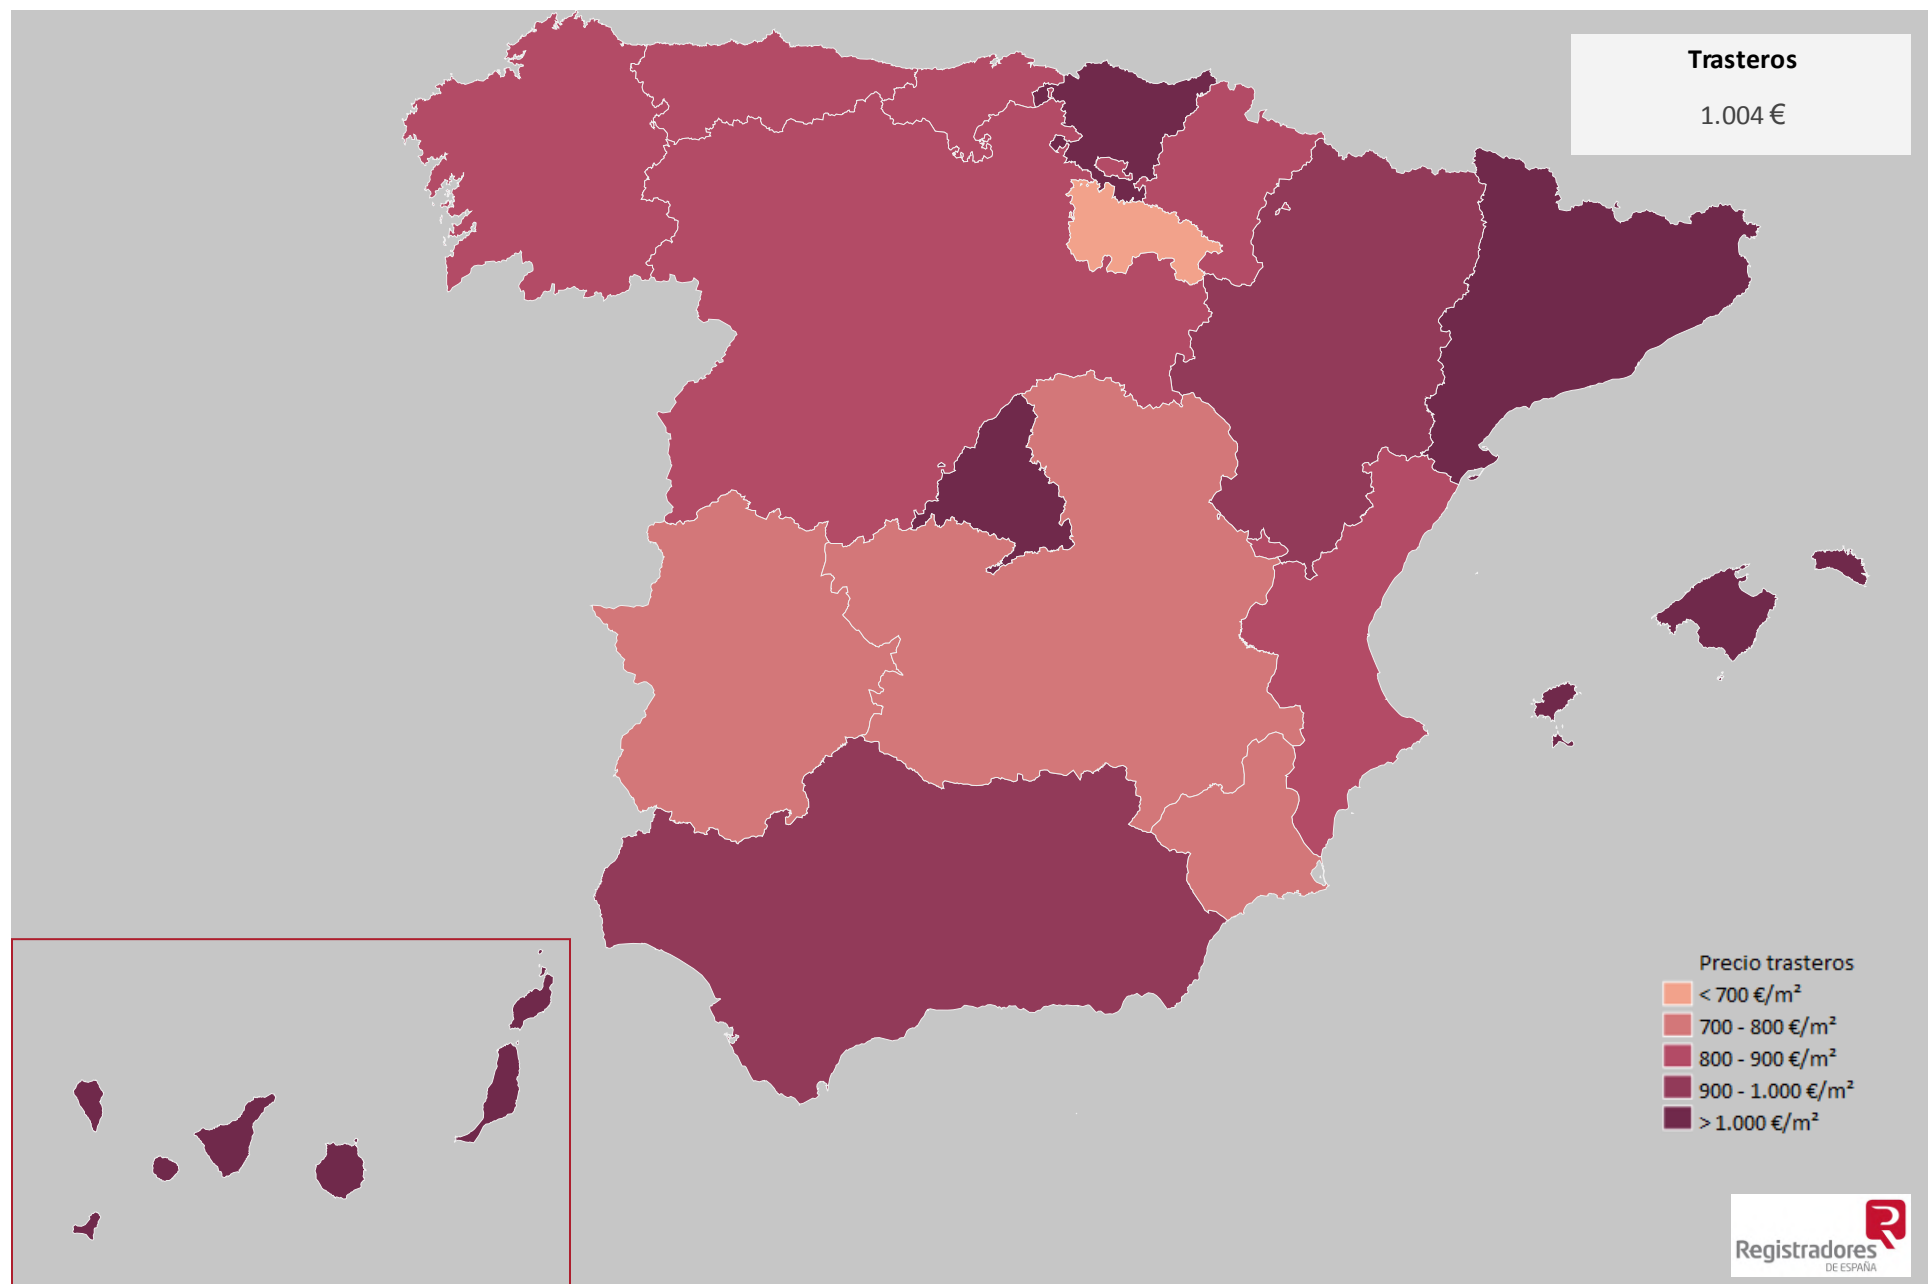 Trasteros
1.004 €
Precio trasteros
< 700 €/m²
700 - 800 €/m²
800 - 900 €/m²
900 - 1.000 €/m²
> 1.000 €/m²
Registradores
DE ESPAÑA